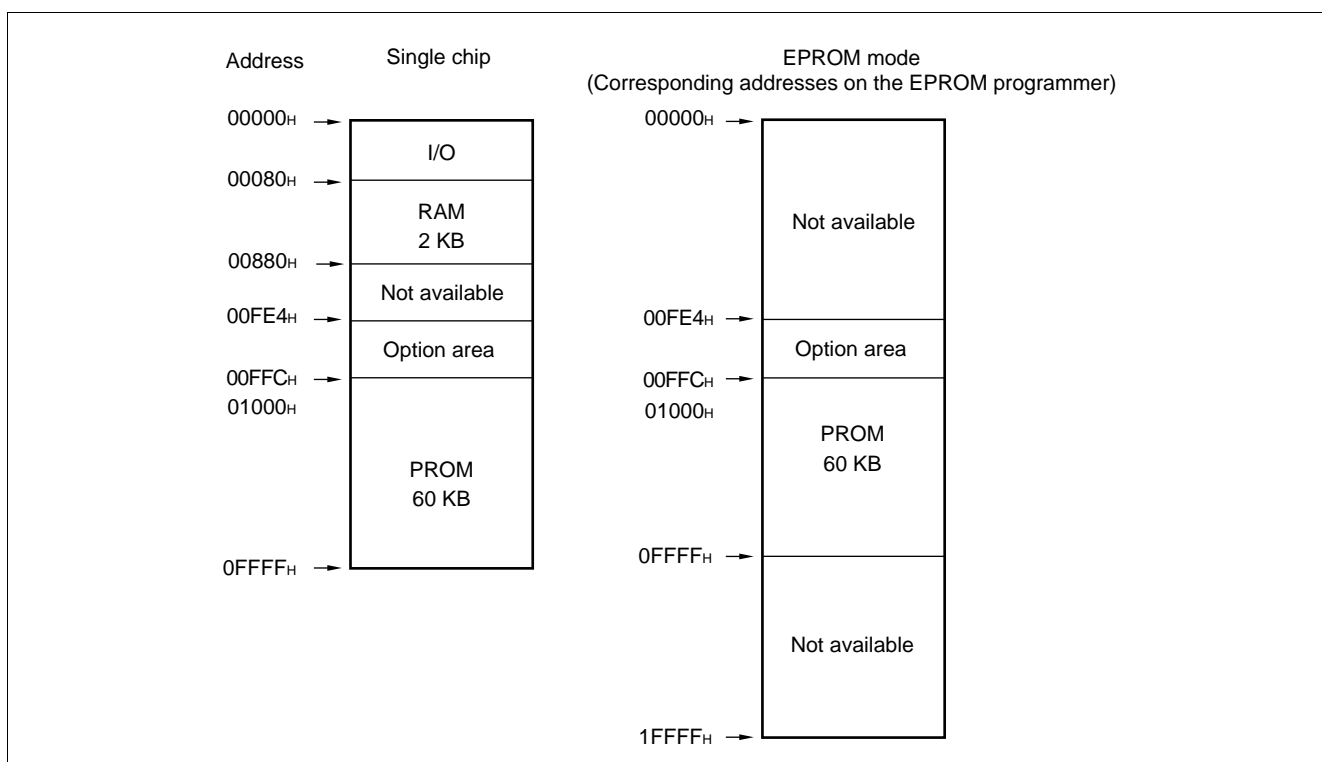 Address
Single chip
00000H
I/O
00080H
RAM
2 KB
00880H
Not available
00FE4H
Option area
00FFCH
01000H
PROM
60 KB
0FFFFH
EPROM mode
(Corresponding addresses on the EPROM programmer)
00000H
Not available
00FE4H
Option area
00FFCH
01000H
PROM
60 KB
0FFFFH
Not available
1FFFFH